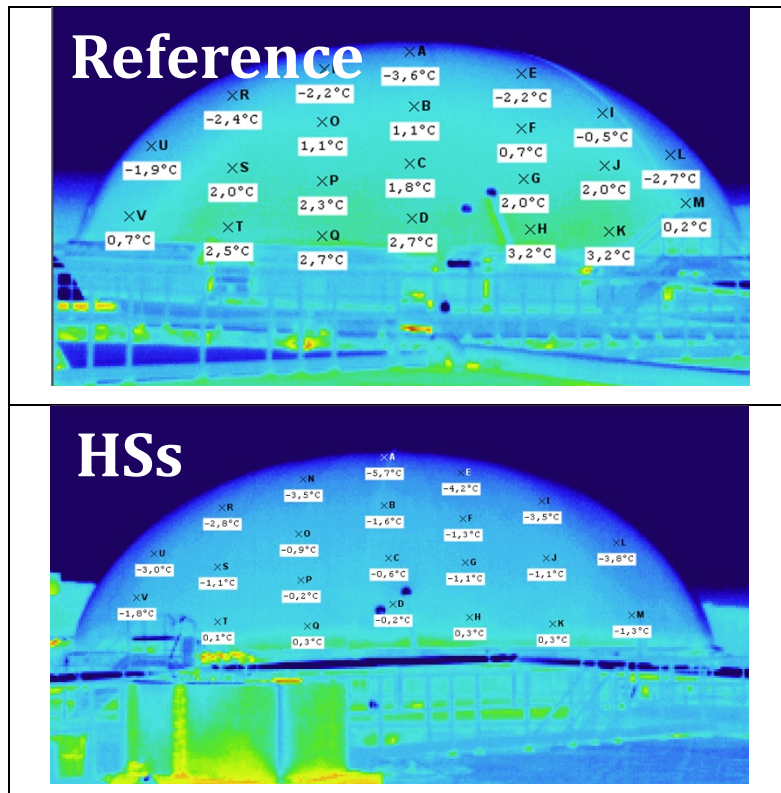 Reference
A
-3,6°C
E
-2,2°C
-2,2°C
R
-2,4°C
B
1,1°C
I
-0,5°C
O
1,1°C
F
0,7°C
U
-1,9°C
L
-2,7°C
S
2,0°C
P
2,3°C
C
1,8°C
G
2,0°C
J
2,0°C
M
0,2°C
V
0,7°C
T
2,5°C
Q
2,7°C
D
2,7°C
H
3,2°C
K
3,2°C
HSs
A
-5,7°C
N
-3,5°C
E
-4,2°C
R
-2,8°C
B
-1,6°C
I
-3,5°C
O
-0,9°C
F
-1,3°C
U
-3,0°C
L
-3,8°C
S
-1,1°C
P
-0,2°C
C
-0,6°C
G
-1,1°C
J
-1,1°C
V
-1,8°C
T
0,1°C
Q
0,3°C
D
-0,2°C
H
0,3°C
K
0,3°C
M
-1,3°C